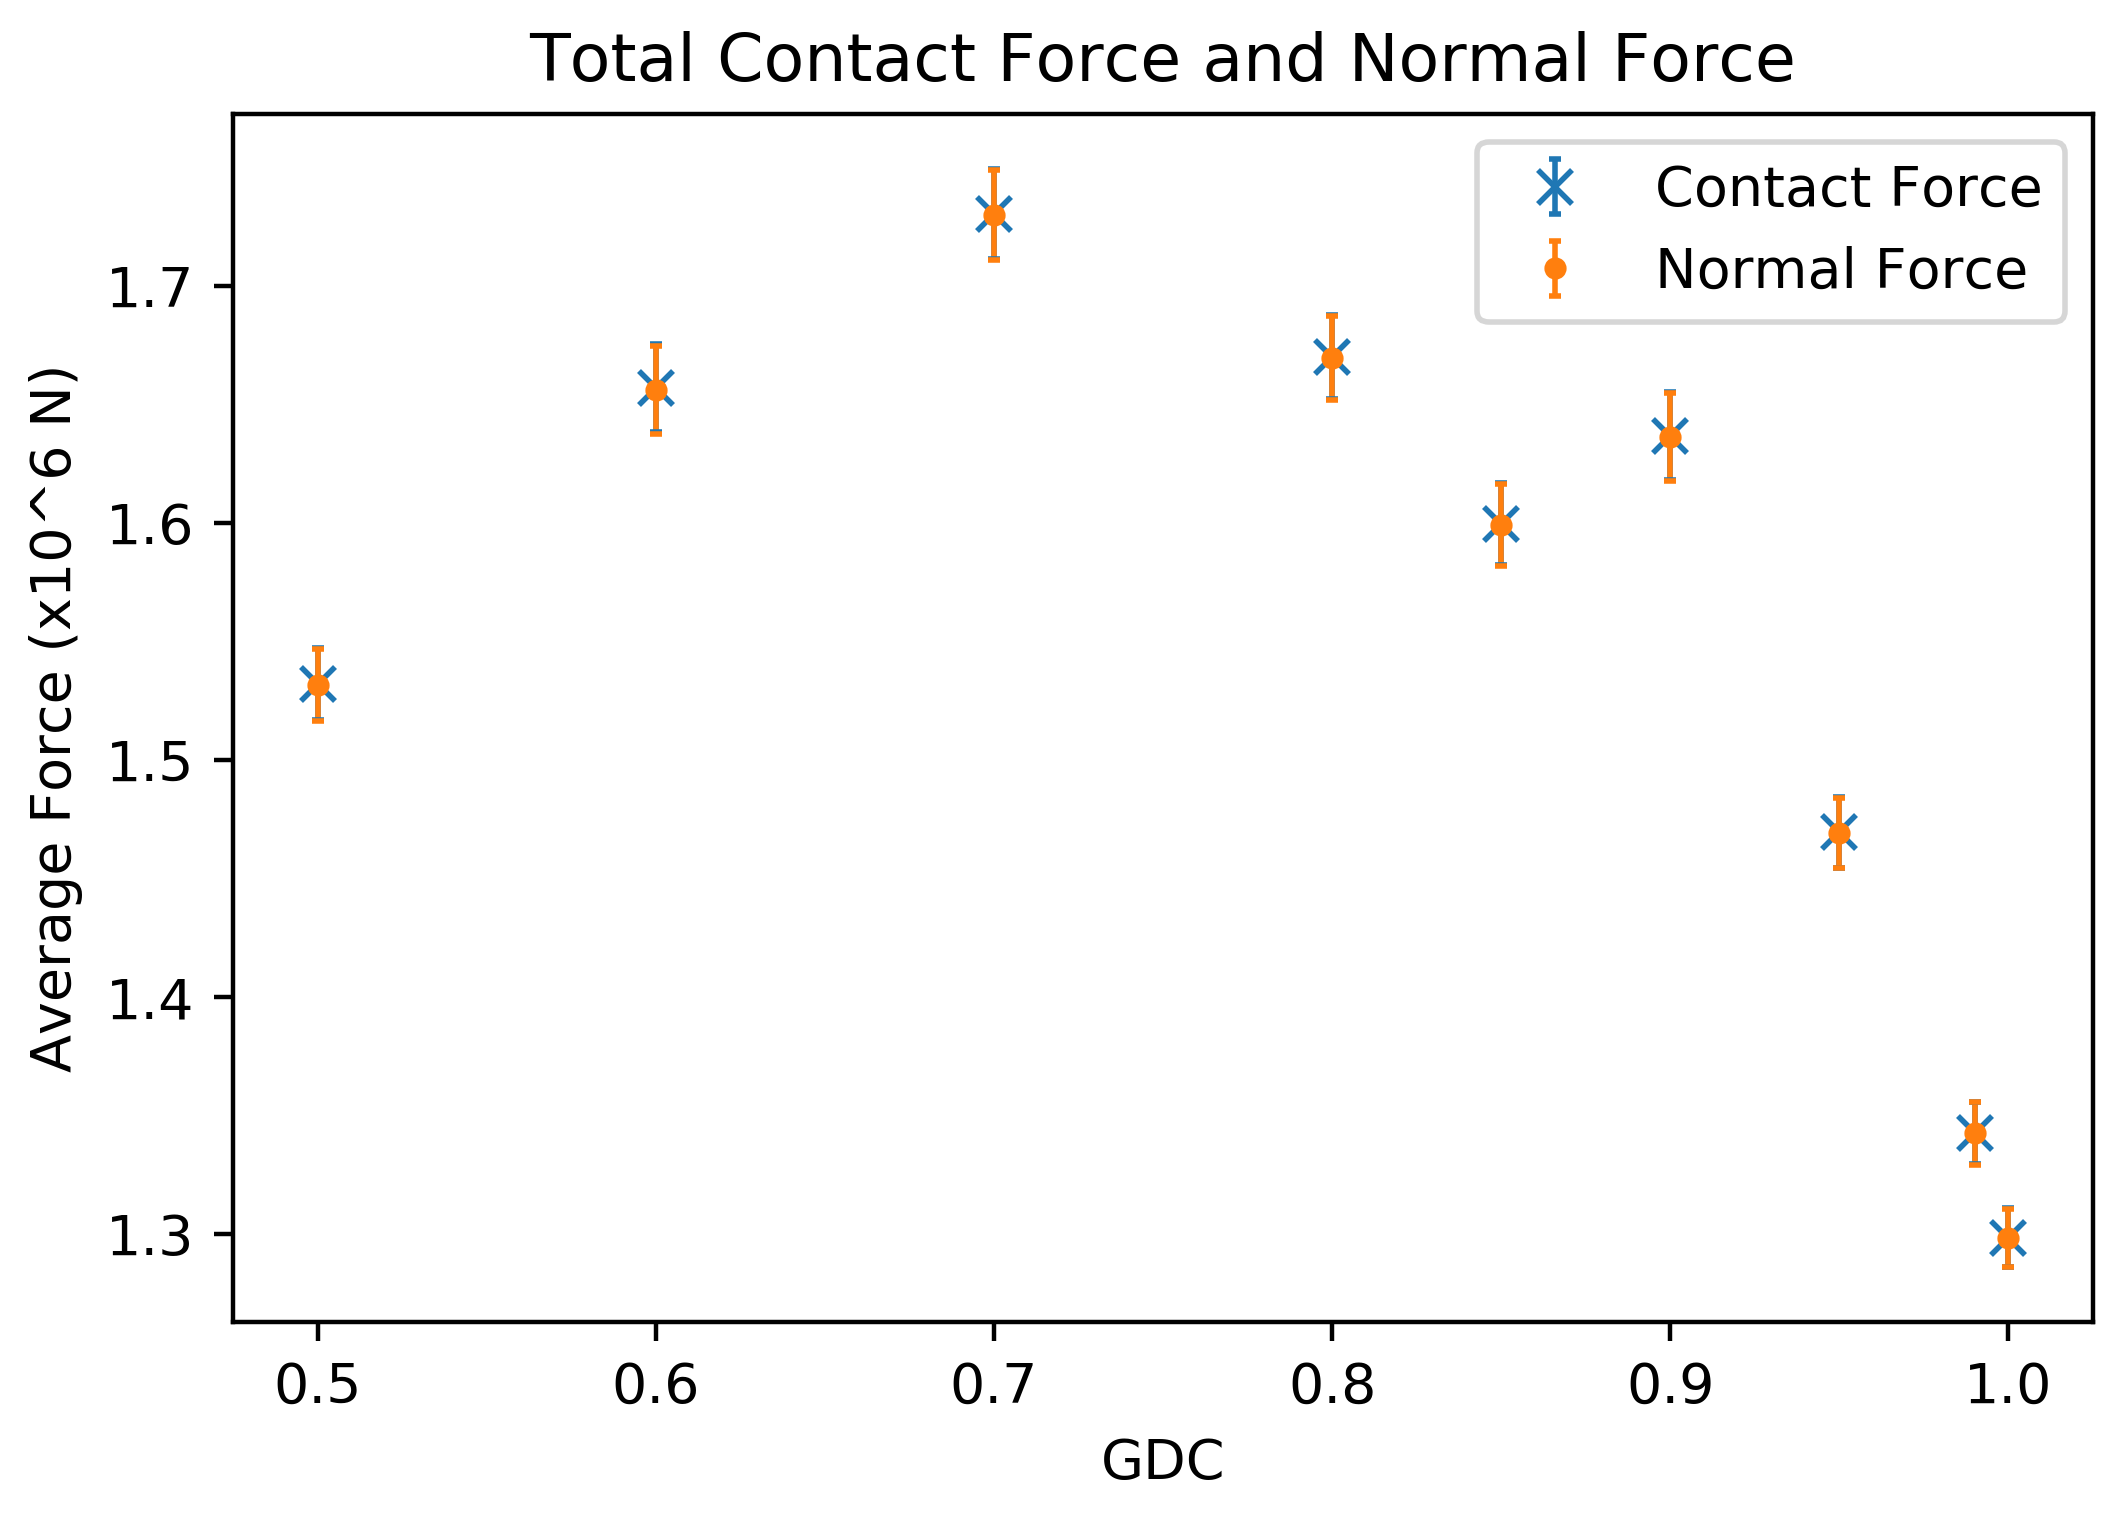 Total Contact Force and Normal Force
Contact Force
Normal Force
Average Force (x10^6 N)
1.7
1.6
1.5
1.4
1.3
0.5 0.6 0.7 0.8 0.9 1.0
GDC